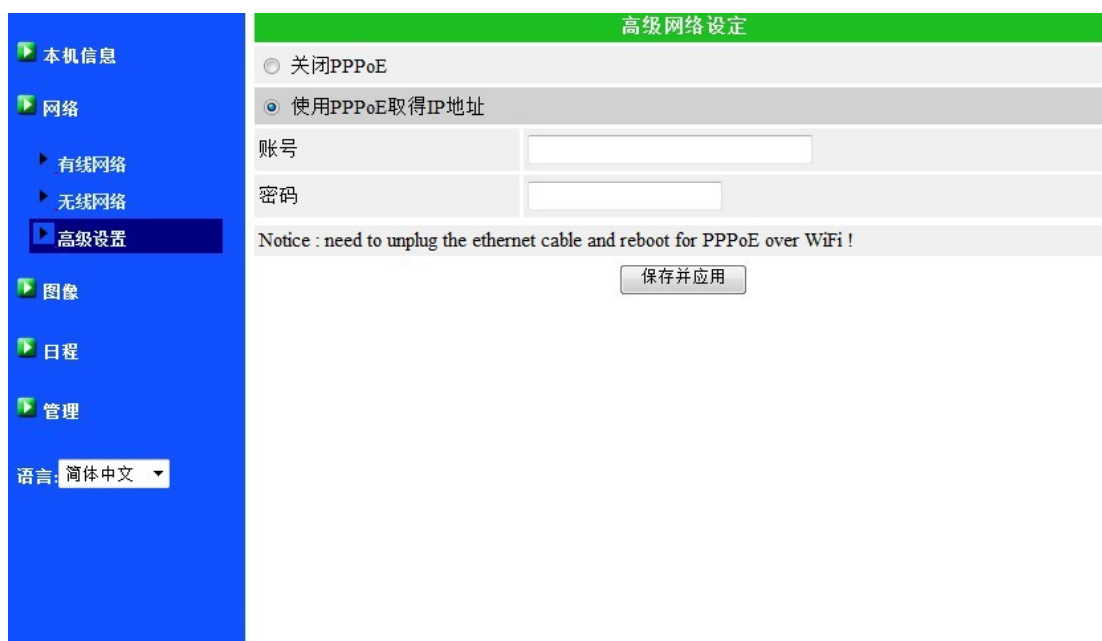 高级网络设定
本机信息
网络
有线网络
无线网络
高级设置
图像
日程
管理
语言:简体中文
关闭PPPoE
使用PPPoE取得IP地址
账号
密码
Notice : need to unplug the ethernet cable and reboot for PPPoE over WiFi !
保存并应用